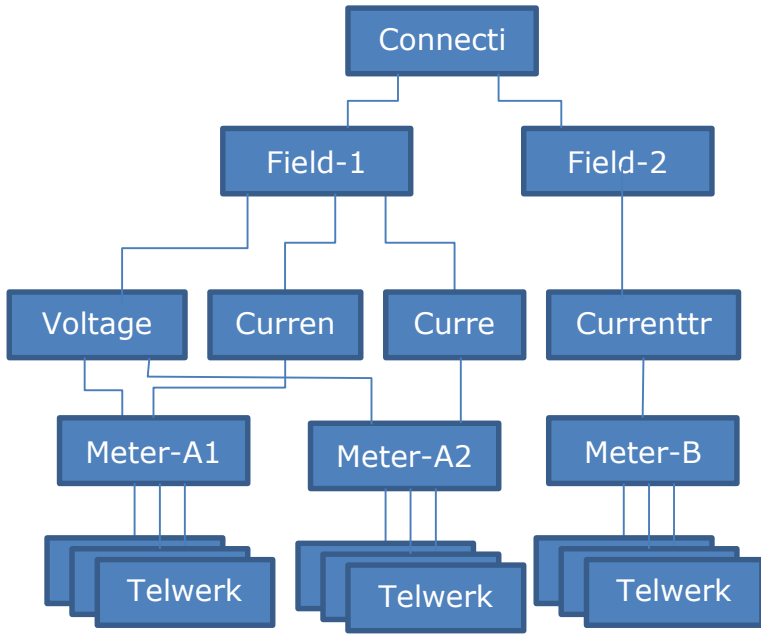 Connecti
Field-1
Field-2
Voltage
Curren
Curre
Currenttr
Meter-A1
Meter-A2
Meter-B
Telwerk
Telwerk
Telwerk